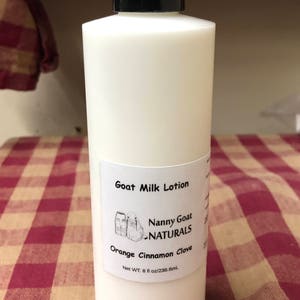 Goat Milk Lotion
Nanny Goat
NATURALS
Orange Cinnamon Clove
Net WT. 8 fl oz/236.6mL